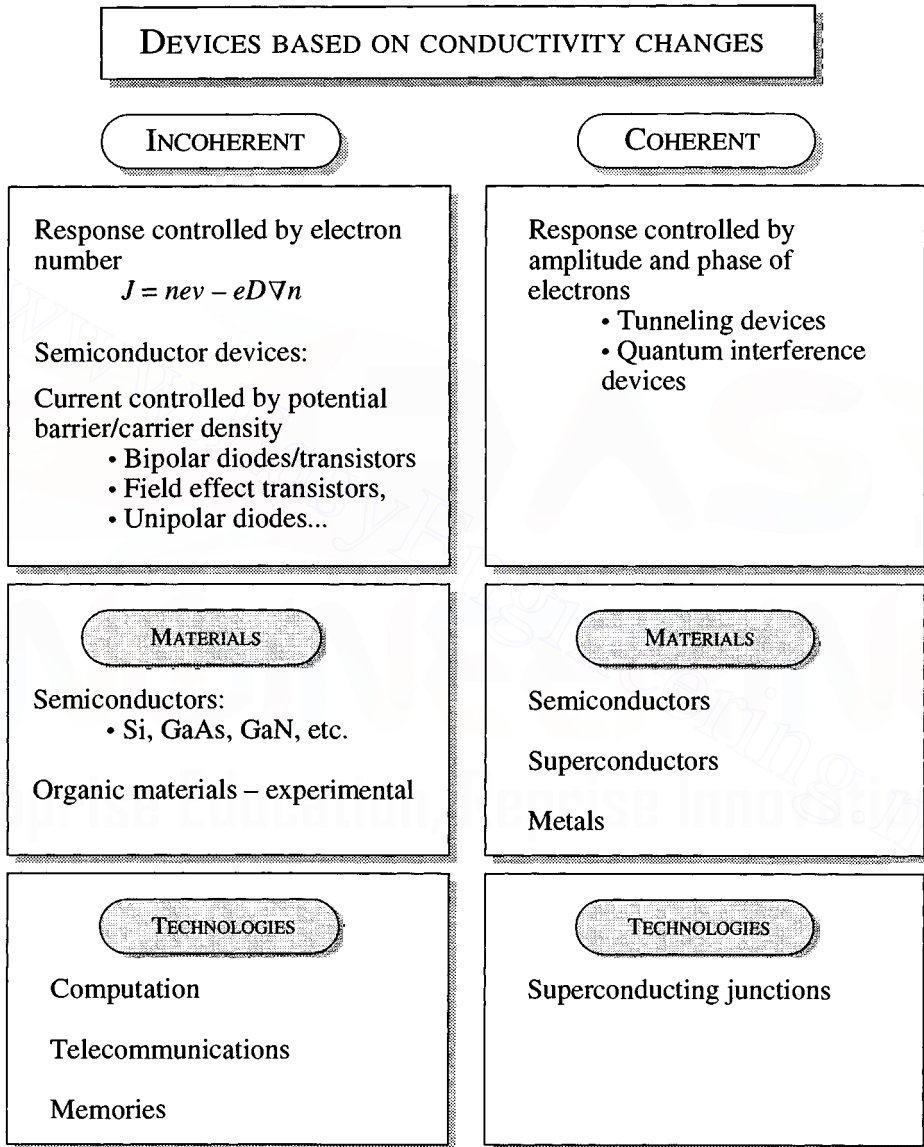 DEVICES BASED ON CONDUCTIVITY CHANGES
INCOHERENT
Response controlled by electron
number
J = nev – eD∇n
Semiconductor devices:
Current controlled by potential
barrier/carrier density
• Bipolar diodes/transistors
• Field effect transistors,
• Unipolar diodes...
MATERIALS
Semiconductors:
• Si, GaAs, GaN, etc.
Organic materials – experimental
TECHNOLOGIES
Computation
Telecommunications
Memories
COHERENT
Response controlled by
amplitude and phase of
electrons
• Tunneling devices
• Quantum interference
devices
MATERIALS
Semiconductors
Superconductors
Metals
TECHNOLOGIES
Superconducting junctions